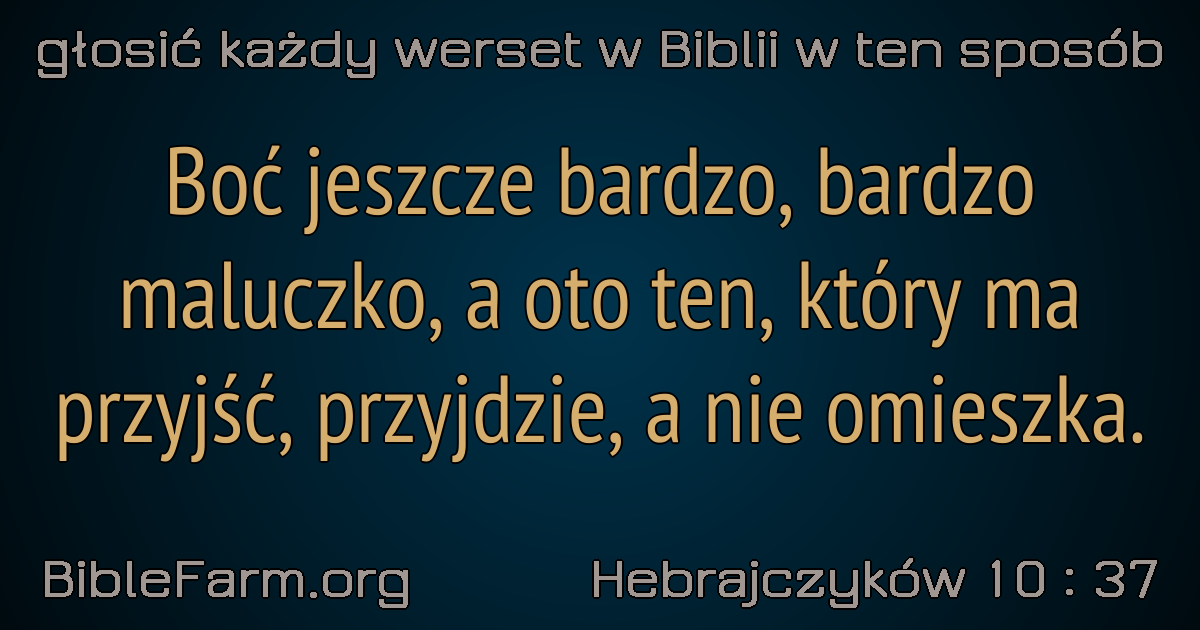 głosić każdy werset w Biblii w ten sposób
Boć jeszcze bardzo, bardzo
maluczko, a oto ten, który ma
przyjść, przyjdzie, a nie omieszka.
BibleFarm.org
Hebrajczyków 10 : 37